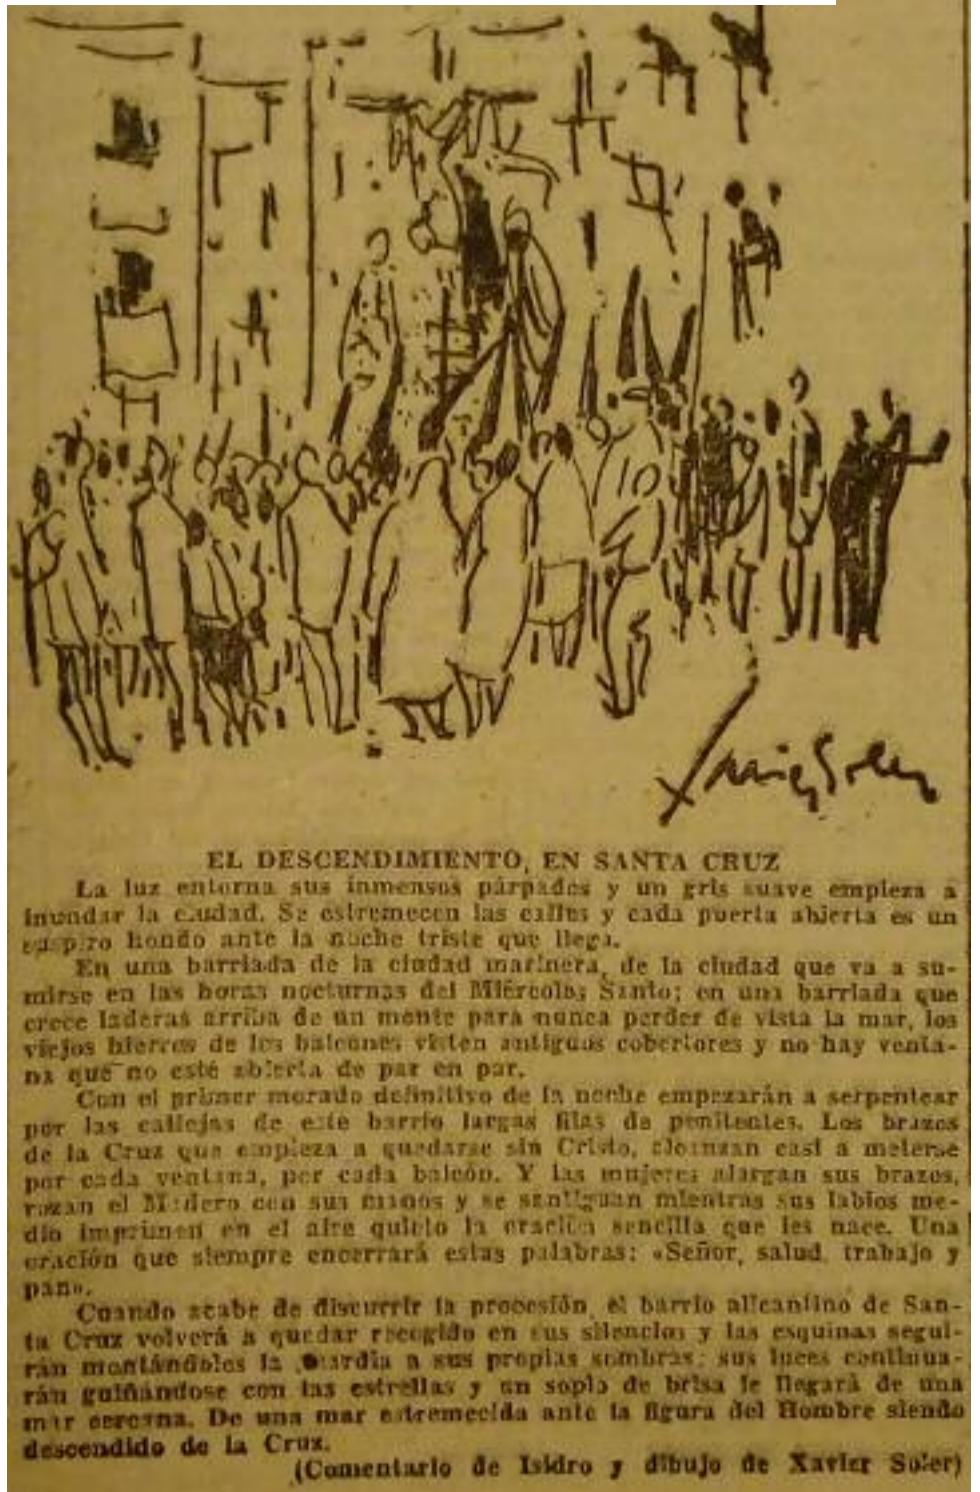 Xavier Soler
EL DESCENDIMIENTO, EN SANTA CRUZ
La luz entorna sus inmensos párpados y un gris suave empieza a
inundar la ciudad. Se estremecen las calles y cada puerta abierta es un
suspiro hondo ante la noche triste que llega.
En una barriada de la ciudad marinera, de la ciudad que va a su-
mirse en las horas nocturnas del Miércoles Santo; en una barriada que
crece laderas arriba de un monte para nunca perder de vista la mar, los
viejos hierros de los balcones visten antiguos cobertores y no hay venta-
na que no esté abierta de par en par.
Con el primer morado definitivo de la noche empezarán a serpentear
por las callejas de este barrio largas filas de penitentes. Los brazos
de la Cruz que empieza a quedarse sin Cristo, alcanzan casi a meterse
por cada ventana, por cada balcón. Y las mujeres alargan sus brazos,
rozan el Madero con sus manos y se santiguan mientras sus labios me-
dio imprimen en el aire quieto la oración sencilla que les nace. Una
oración que siempre encerrará estas palabras: «Señor, salud, trabajo y
pan».
Cuando acabe de discurrir la procesión, el barrio alicantino de San-
ta Cruz volverá a quedar recogido en sus silencios y las esquinas segui-
rán montándoles la guardia a sus propias sombras; sus luces continua-
rán guiñándose con las estrellas y un soplo de brisa le llegará de una
mar cercana. De una mar estremecida ante la figura del Hombre siendo
descendido de la Cruz.
(Comentario de Isidro y dibujo de Xavier Soler)